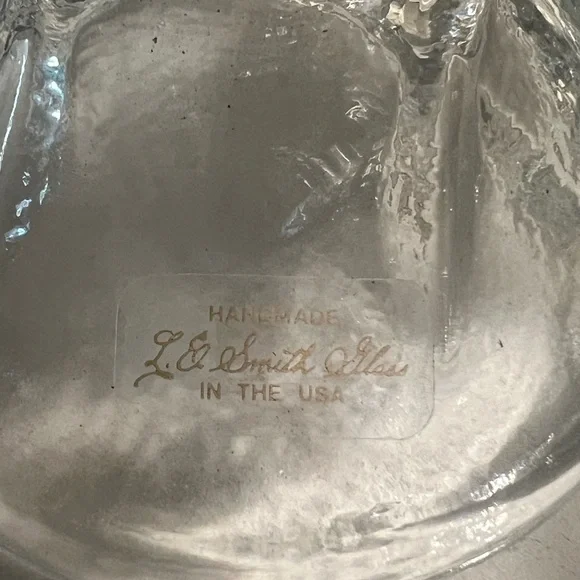 HANDMADE
L. E. Smith Glass
IN THE USA